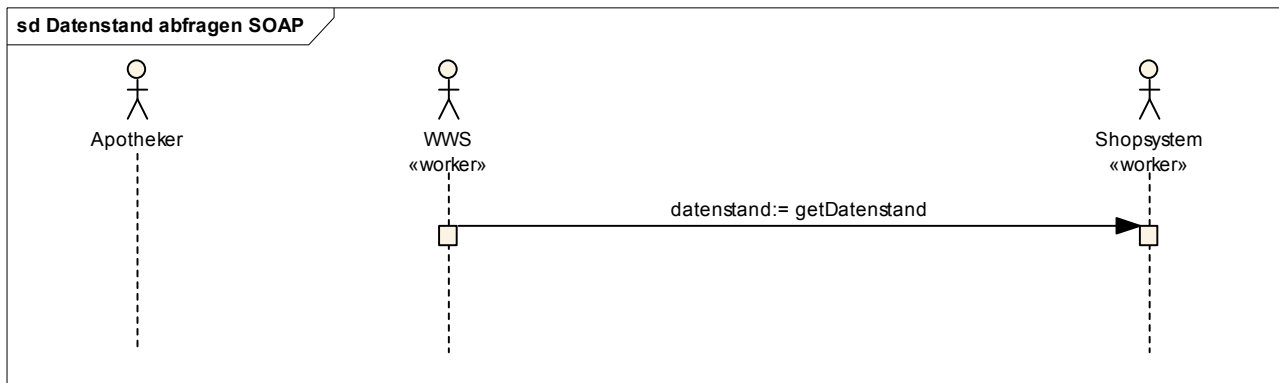 sd Datenstand abfragen SOAP
Apotheker
WWS
«worker»
Shopsystem
«worker»
datenstand:= getDatenstand